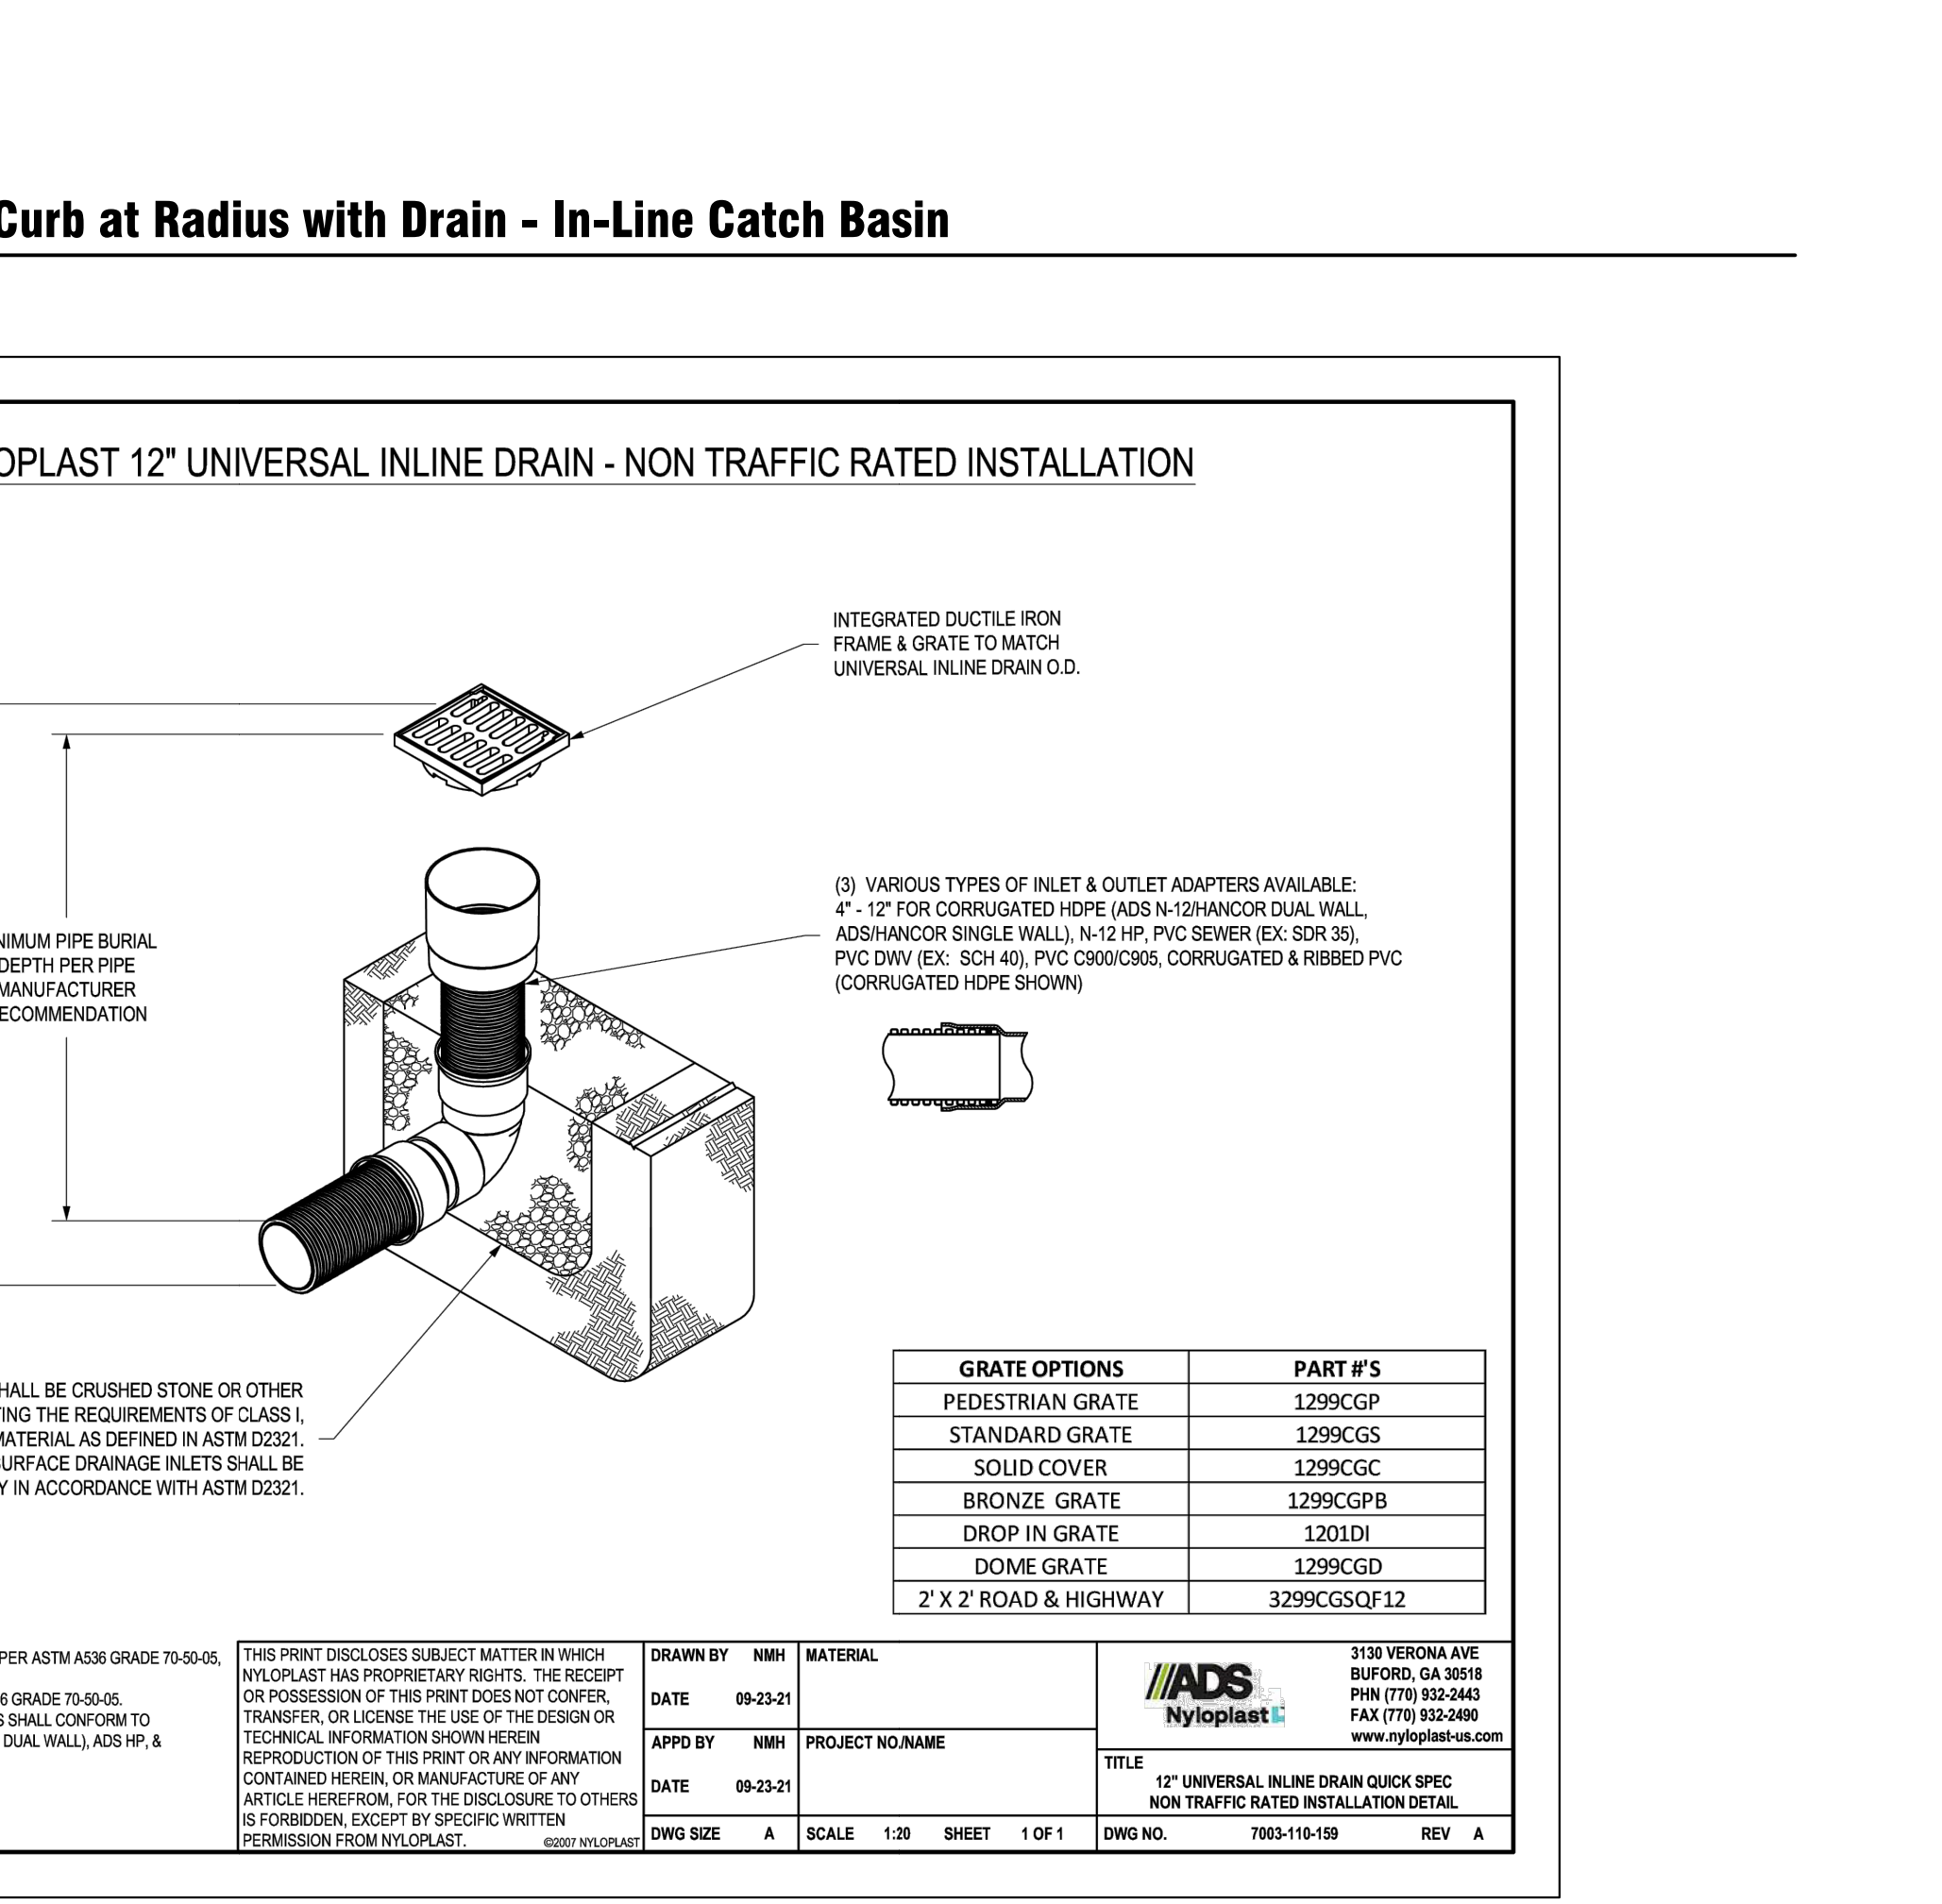 Curb at Radius with Drain - In-Line Catch Basin
OPLAST 12" UNIVERSAL INLINE DRAIN - NON TRAFFIC RATED INSTALLATION
INTEGRATED DUCTILE IRON
FRAME & GRATE TO MATCH
UNIVERSAL INLINE DRAIN O.D.
(3) VARIOUS TYPES OF INLET & OUTLET ADAPTERS AVAILABLE:
4" - 12" FOR CORRUGATED HDPE (ADS N-12/HANCOR DUAL WALL,
ADS/HANCOR SINGLE WALL), N-12 HP, PVC SEWER (EX: SDR 35),
PVC DWV (EX: SCH 40), PVC C900/C905, CORRUGATED & RIBBED PVC
(CORRUGATED HDPE SHOWN)
NIMUM PIPE BURIAL
DEPTH PER PIPE
MANUFACTURER
ECOMMENDATION
HALL BE CRUSHED STONE OR OTHER
TING THE REQUIREMENTS OF CLASS I,
MATERIAL AS DEFINED IN ASTM D2321.
SURFACE DRAINAGE INLETS SHALL BE
Y IN ACCORDANCE WITH ASTM D2321.
GRATE OPTIONS PART #'S
PEDESTRIAN GRATE 1299CGP
STANDARD GRATE 1299CGS
SOLID COVER 1299CGC
BRONZE GRATE 1299CGPB
DROP IN GRATE 1201DI
DOME GRATE 1299CGD
2' X 2' ROAD & HIGHWAY 3299CGSQF12
PER ASTM A536 GRADE 70-50-05,
6 GRADE 70-50-05.
S SHALL CONFORM TO
DUAL WALL), ADS HP, &
THIS PRINT DISCLOSES SUBJECT MATTER IN WHICH
NYLOPLAST HAS PROPRIETARY RIGHTS. THE RECEIPT
OR POSSESSION OF THIS PRINT DOES NOT CONFER,
TRANSFER, OR LICENSE THE USE OF THE DESIGN OR
TECHNICAL INFORMATION SHOWN HEREIN
REPRODUCTION OF THIS PRINT OR ANY INFORMATION
CONTAINED HEREIN, OR MANUFACTURE OF ANY
ARTICLE HEREFROM, FOR THE DISCLOSURE TO OTHERS
IS FORBIDDEN, EXCEPT BY SPECIFIC WRITTEN
PERMISSION FROM NYLOPLAST. ©2007 NYLOPLAST
DRAWN BY NMH
DATE 09-23-21
APPD BY NMH
DATE 09-23-21
DWG SIZE A
MATERIAL
PROJECT NO./NAME
SCALE 1:20 SHEET 1 OF 1
ADS
Nyloplast
3130 VERONA AVE
BUFORD, GA 30518
PHN (770) 932-2443
FAX (770) 932-2490
www.nyloplast-us.com
TITLE
12" UNIVERSAL INLINE DRAIN QUICK SPEC
NON TRAFFIC RATED INSTALLATION DETAIL
DWG NO. 7003-110-159 REV A